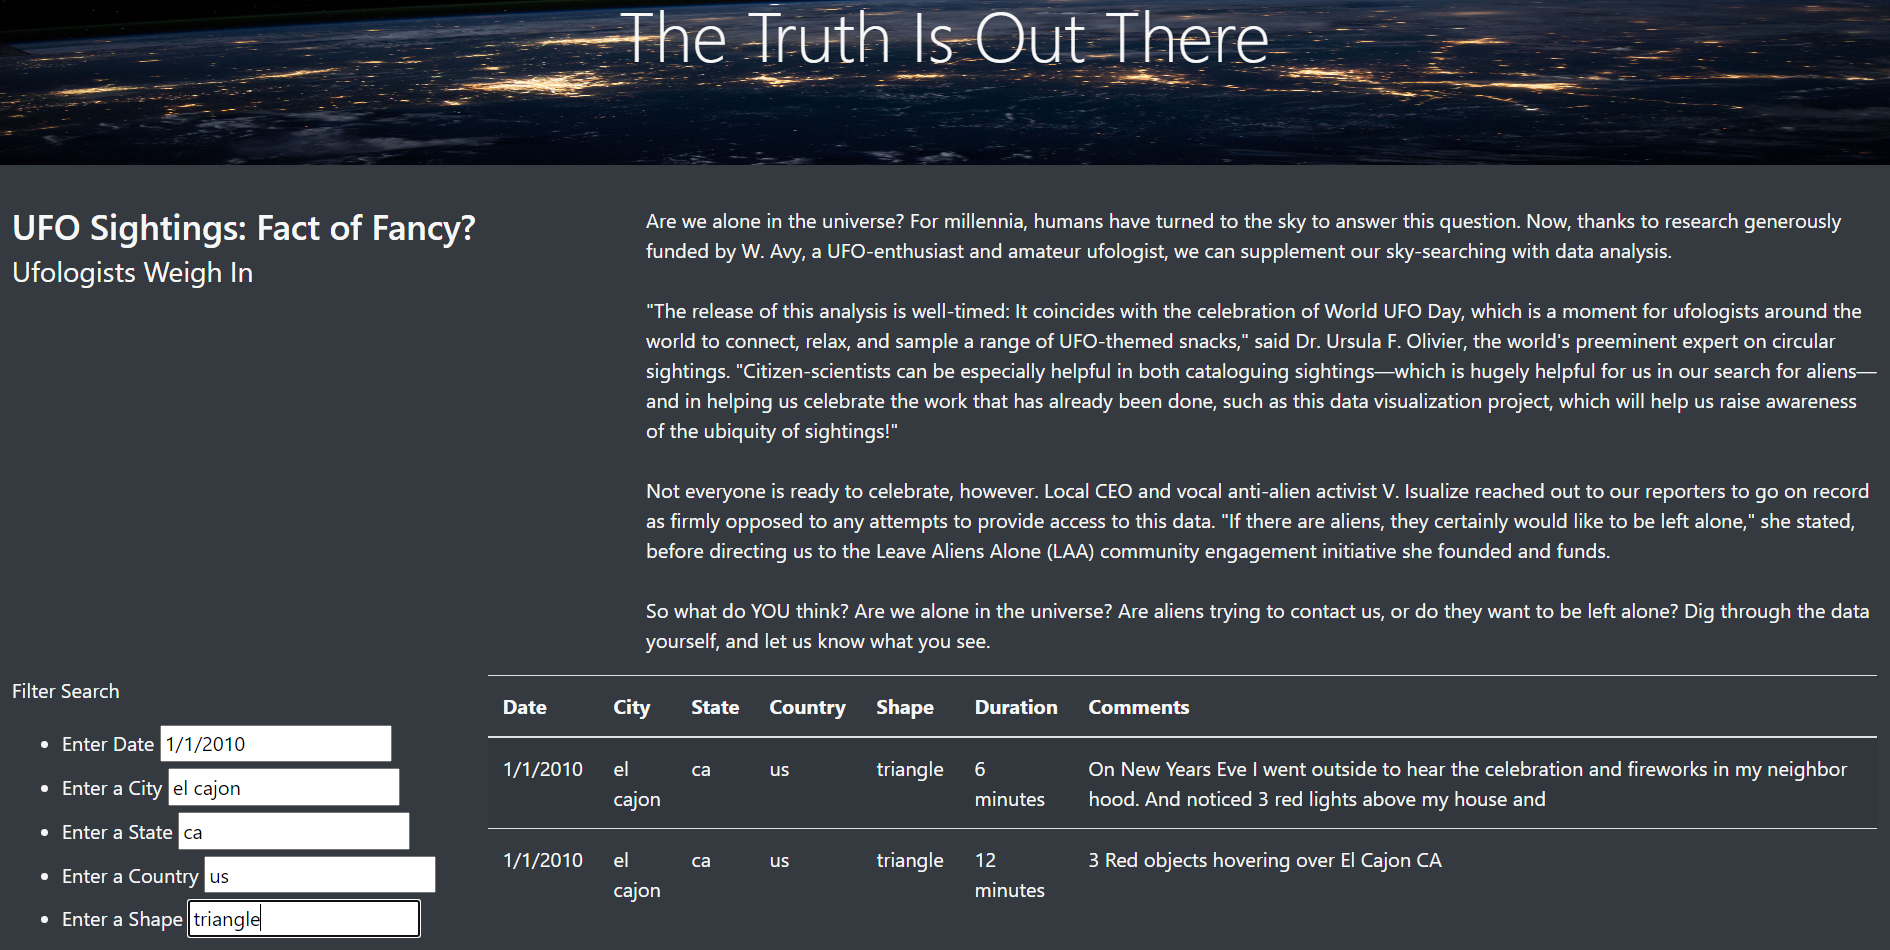 The Truth Is Out There
UFO Sightings: Fact of Fancy?
Ufologists Weigh In
Are we alone in the universe? For millennia, humans have turned to the sky to answer this question. Now, thanks to research generously
funded by W. Avy, a UFO-enthusiast and amateur ufologist, we can supplement our sky-searching with data analysis.
"The release of this analysis is well-timed: It coincides with the celebration of World UFO Day, which is a moment for ufologists around the
world to connect, relax, and sample a range of UFO-themed snacks," said Dr. Ursula F. Olivier, the world's preeminent expert on circular
sightings. "Citizen-scientists can be especially helpful in both cataloguing sightings—which is hugely helpful for us in our search for aliens—
and in helping us celebrate the work that has already been done, such as this data visualization project, which will help us raise awareness
of the ubiquity of sightings!"
Not everyone is ready to celebrate, however. Local CEO and vocal anti-alien activist V. Isualize reached out to our reporters to go on record
as firmly opposed to any attempts to provide access to this data. "If there are aliens, they certainly would like to be left alone," she stated,
before directing us to the Leave Aliens Alone (LAA) community engagement initiative she founded and funds.
So what do YOU think? Are we alone in the universe? Are aliens trying to contact us, or do they want to be left alone? Dig through the data
yourself, and let us know what you see.
Filter Search
Enter Date 1/1/2010
Enter a City el cajon
Enter a State ca
Enter a Country us
Enter a Shape triangle
Date City State Country Shape Duration Comments
1/1/2010 el ca us triangle 6 On New Years Eve I went outside to hear the celebration and fireworks in my neighbor
cajon minutes hood. And noticed 3 red lights above my house and
1/1/2010 el ca us triangle 12 3 Red objects hovering over El Cajon CA
cajon minutes